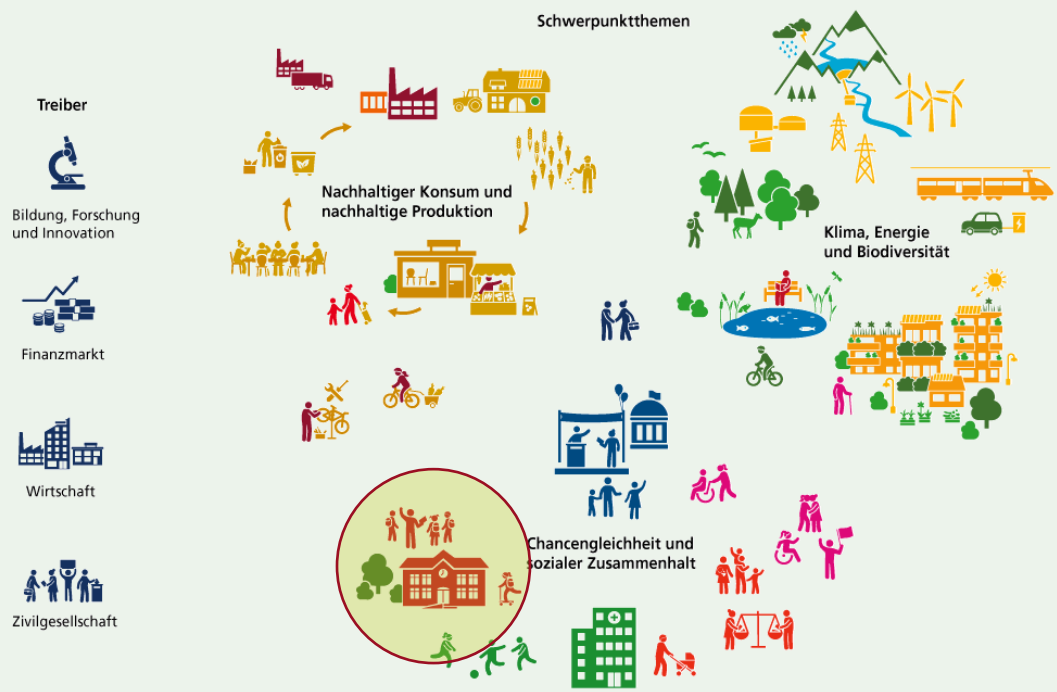 Schwerpunktthemen
Treiber
Bildung, Forschung
und Innovation
Finanzmarkt
Wirtschaft
Zivilgesellschaft
Nachhaltiger Konsum und
nachhaltige Produktion
Klima, Energie
und Biodiversität
Chancengleichheit und
sozialer Zusammenhalt